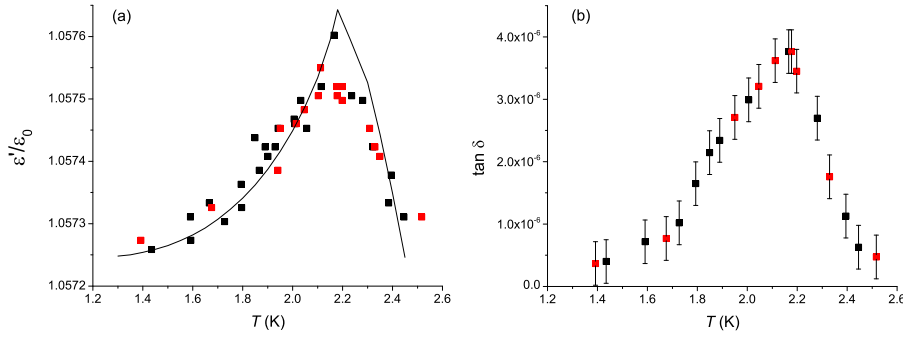 (a)
1.0576
1.0575
1.0574
1.0573
1.0572
ε'/ε0
1.2 1.4 1.6 1.8 2.0 2.2 2.4 2.6
T (K)
(b)
4.0x10-6
3.0x10-6
2.0x10-6
1.0x10-6
0.0
tan δ
1.2 1.4 1.6 1.8 2.0 2.2 2.4 2.6
T (K)